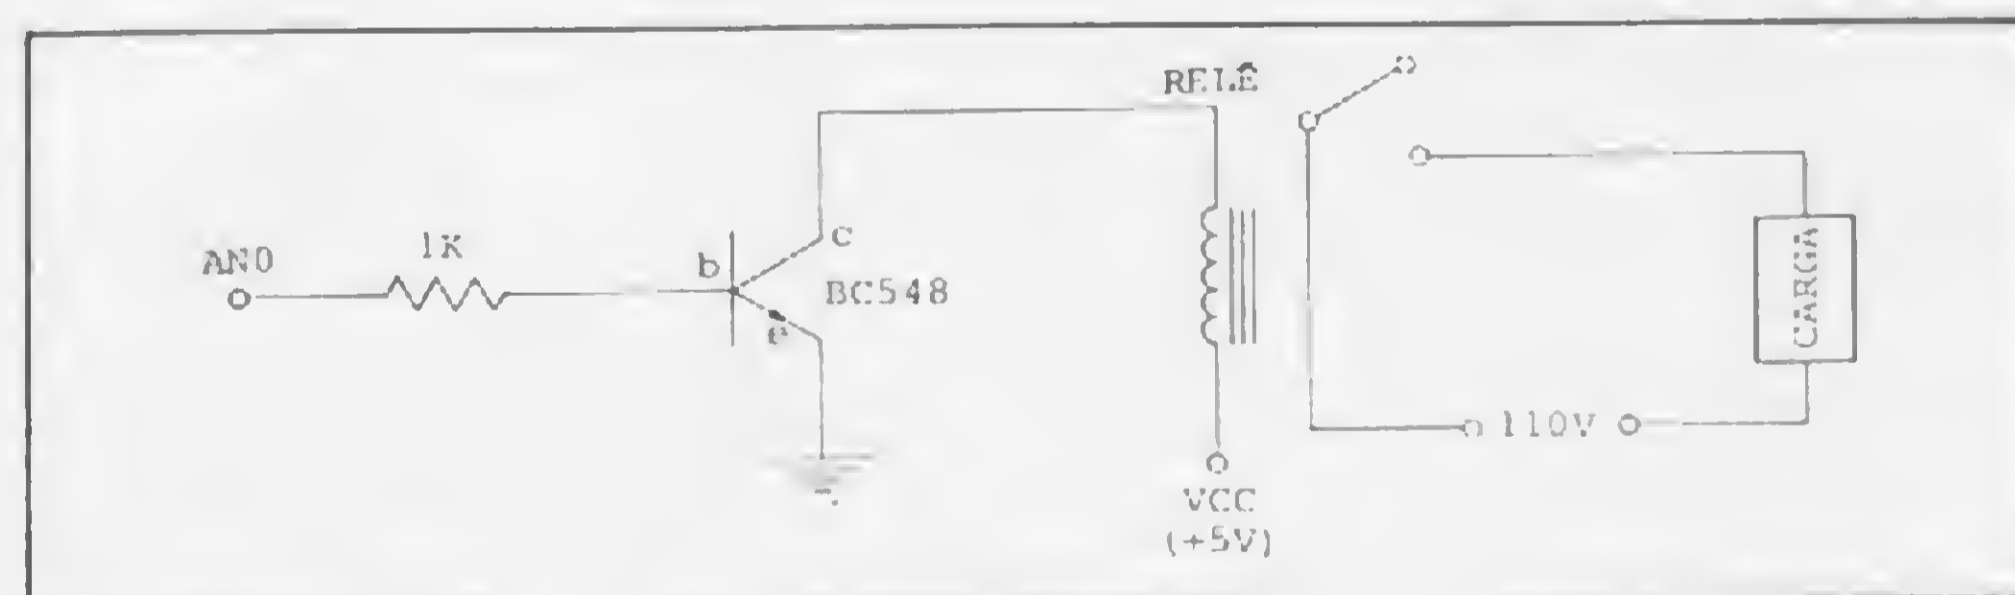 RELÊ
AN0
1K
b
c
e
BC548
CARGA
110V
VCC
(+5V)